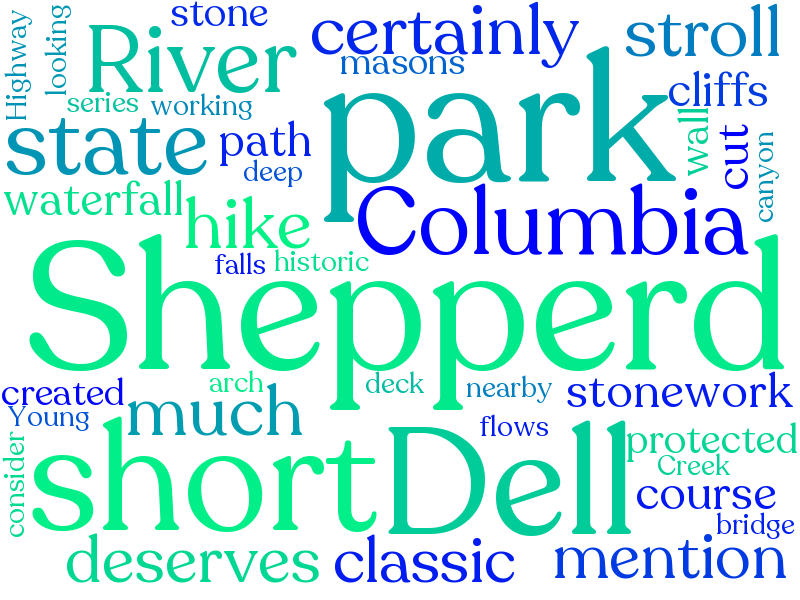 Highway
looking
stone
River
certainly
masons
stroll
series
working
cliffs
state
path
deep
park
wall
cut
canyon
waterfall
hike
Columbia
falls
historic
Shepperd
created
arch
deck
nearby
stonework
Young
much
flows
protected
consider
short
Dell
Creek
course
bridge
deserves
classic
mention